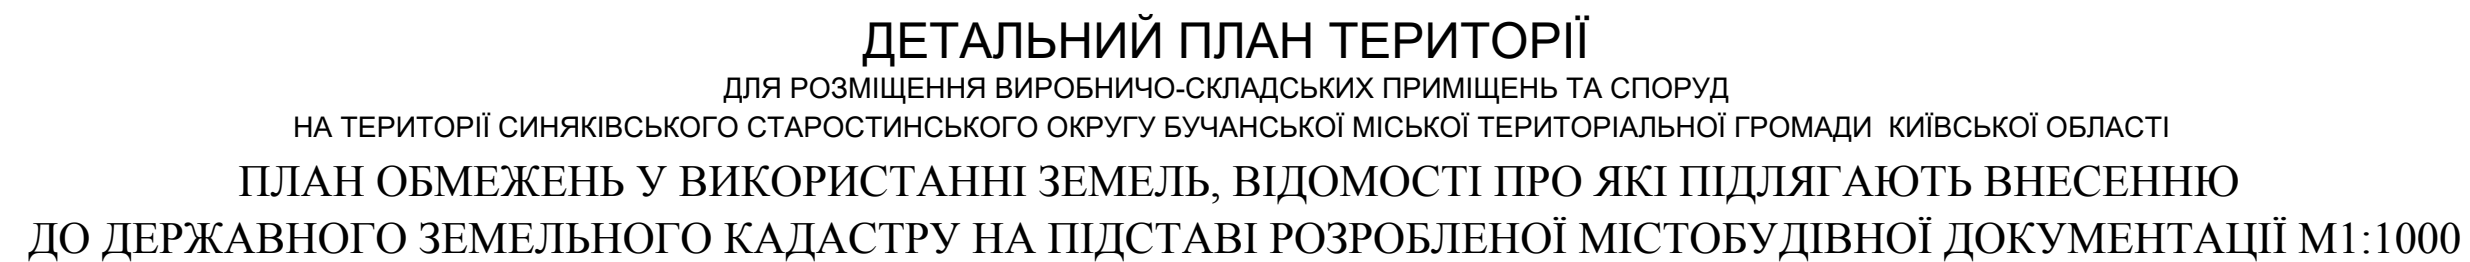 ДЕТАЛЬНИЙ ПЛАН ТЕРИТОРІЇ
ДЛЯ РОЗМІЩЕННЯ ВИРОБНИЧО-СКЛАДСЬКИХ ПРИМІЩЕНЬ ТА СПОРУД
НА ТЕРИТОРІЇ СИНЯКІВСЬКОГО СТАРОСТИНСЬКОГО ОКРУГУ БУЧАНСЬКОЇ МІСЬКОЇ ТЕРИТОРІАЛЬНОЇ ГРОМАДИ КИЇВСЬКОЇ ОБЛАСТІ
ПЛАН ОБМЕЖЕНЬ У ВИКОРИСТАННІ ЗЕМЕЛЬ, ВІДОМОСТІ ПРО ЯКІ ПІДЛЯГАЮТЬ ВНЕСЕННЮ
ДО ДЕРЖАВНОГО ЗЕМЕЛЬНОГО КАДАСТРУ НА ПІДСТАВІ РОЗРОБЛЕНОЇ МІСТОБУДІВНОЇ ДОКУМЕНТАЦІЇ М1:1000